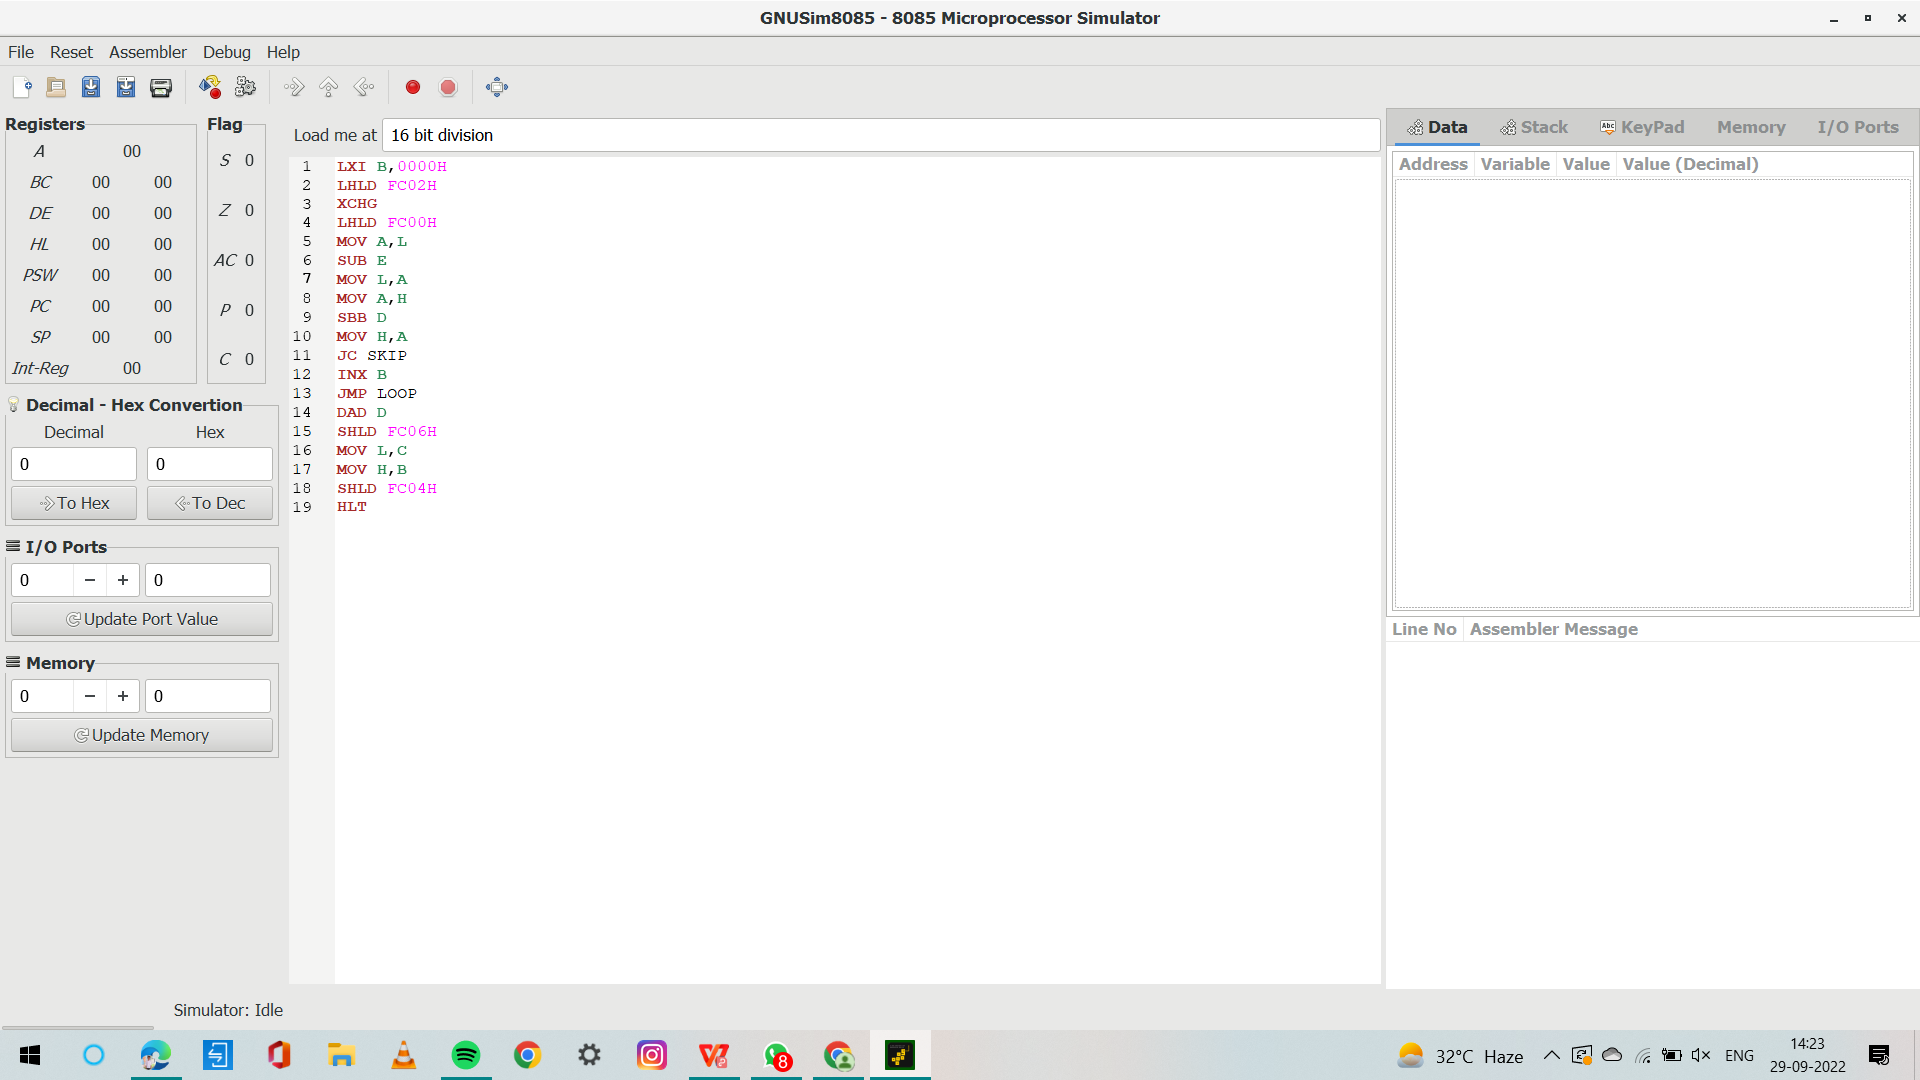 GNUSim8085 - 8085 Microprocessor Simulator
File Reset Assembler Debug Help
Registers
A 00
BC 00 00
DE 00 00
HL 00 00
PSW 00 00
PC 00 00
SP 00 00
Int-Reg 00
Flag
S 0
Z 0
AC 0
P 0
C 0
Decimal - Hex Convertion
Decimal Hex
0 0
To Hex To Dec
I/O Ports
0 − + 0
Update Port Value
Memory
0 − + 0
Update Memory
Load me at 16 bit division
1 LXI B,0000H
2 LHLD FC02H
3 XCHG
4 LHLD FC00H
5 MOV A,L
6 SUB E
7 MOV L,A
8 MOV A,H
9 SBB D
10 MOV H,A
11 JC SKIP
12 INX B
13 JMP LOOP
14 DAD D
15 SHLD FC06H
16 MOV L,C
17 MOV H,B
18 SHLD FC04H
19 HLT
Data Stack Abc KeyPad Memory I/O Ports
Address Variable Value Value (Decimal)
Line No Assembler Message
Simulator: Idle
8
32°C Haze
ENG
14:23
29-09-2022